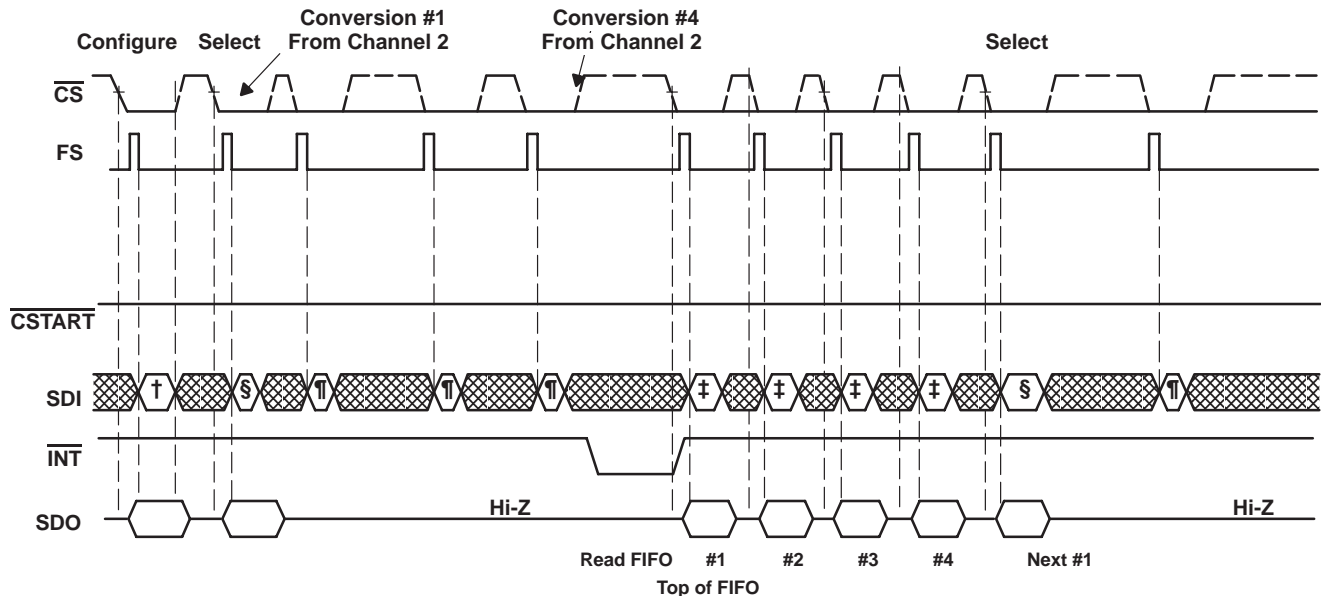 Conversion #1
From Channel 2
Conversion #4
From Channel 2
Configure
Select
Select
CS
FS
CSTART
SDI
† § ¶ ¶ ¶ ‡ ‡ ‡ ‡ § ¶
INT
SDO
Hi-Z
Hi-Z
Read FIFO #1 #2 #3 #4 Next #1
Top of FIFO